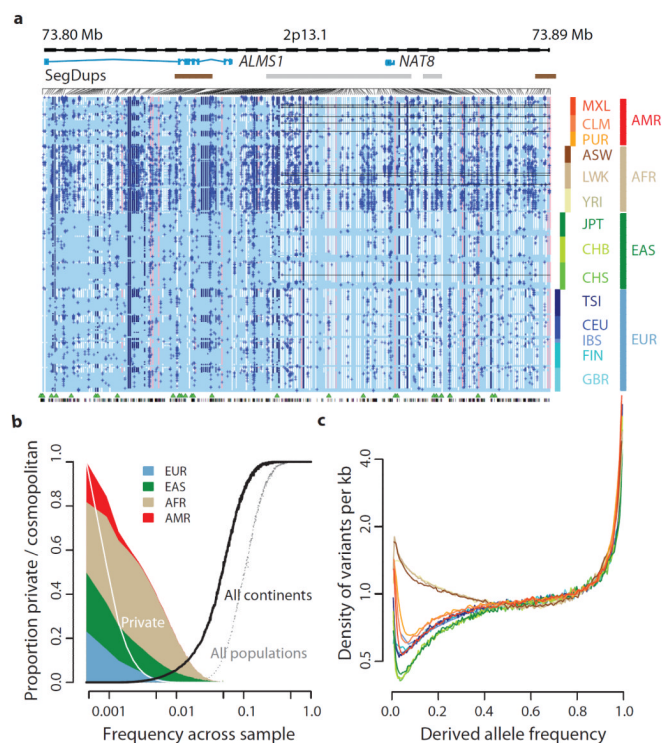 a
73.80 Mb 2p13.1 73.89 Mb
ALMS1 NAT8
SegDups
MXL
CLM
PUR
AMR
ASW
LWK
YRI
AFR
JPT
CHB
CHS
EAS
TSI
CEU
IBS
FIN
GBR
EUR
b
Proportion private / cosmopolitan
1.0
0.8
0.6
0.4
0.2
0.0
EUR
EAS
AFR
AMR
Private
All continents
All populations
0.001 0.01 0.1 1.0
Frequency across sample
c
Density of variants per kb
4.0
2.0
1.0
0.5
0.0 0.2 0.4 0.6 0.8 1.0
Derived allele frequency